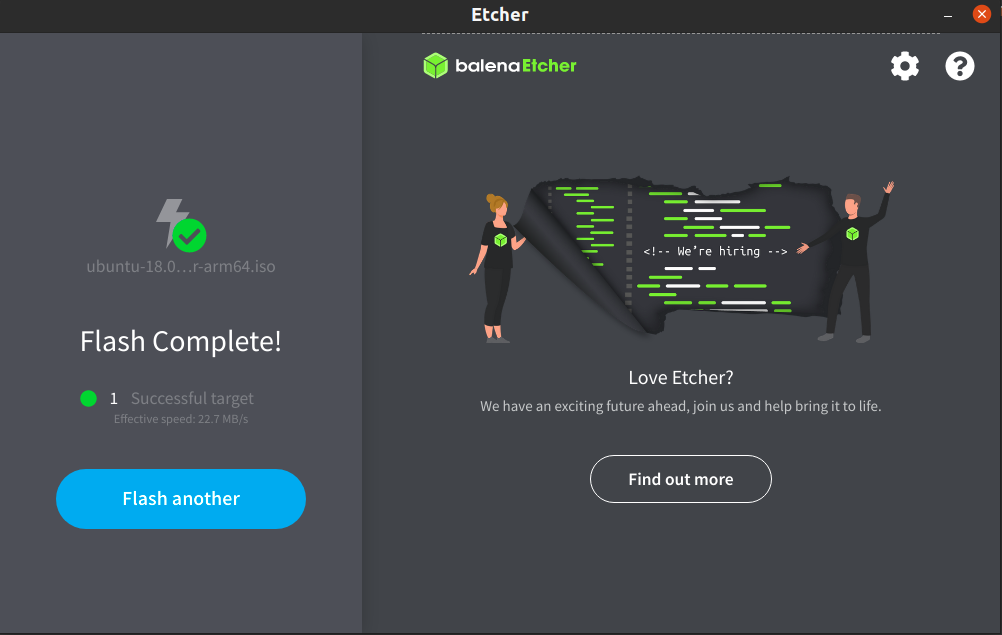 Etcher
balenaEtcher
<!-- We're hiring -->
ubuntu-18.0...r-arm64.iso
Flash Complete!
1 Successful target
Effective speed: 22.7 MB/s
Flash another
Love Etcher?
We have an exciting future ahead, join us and help bring it to life.
Find out more